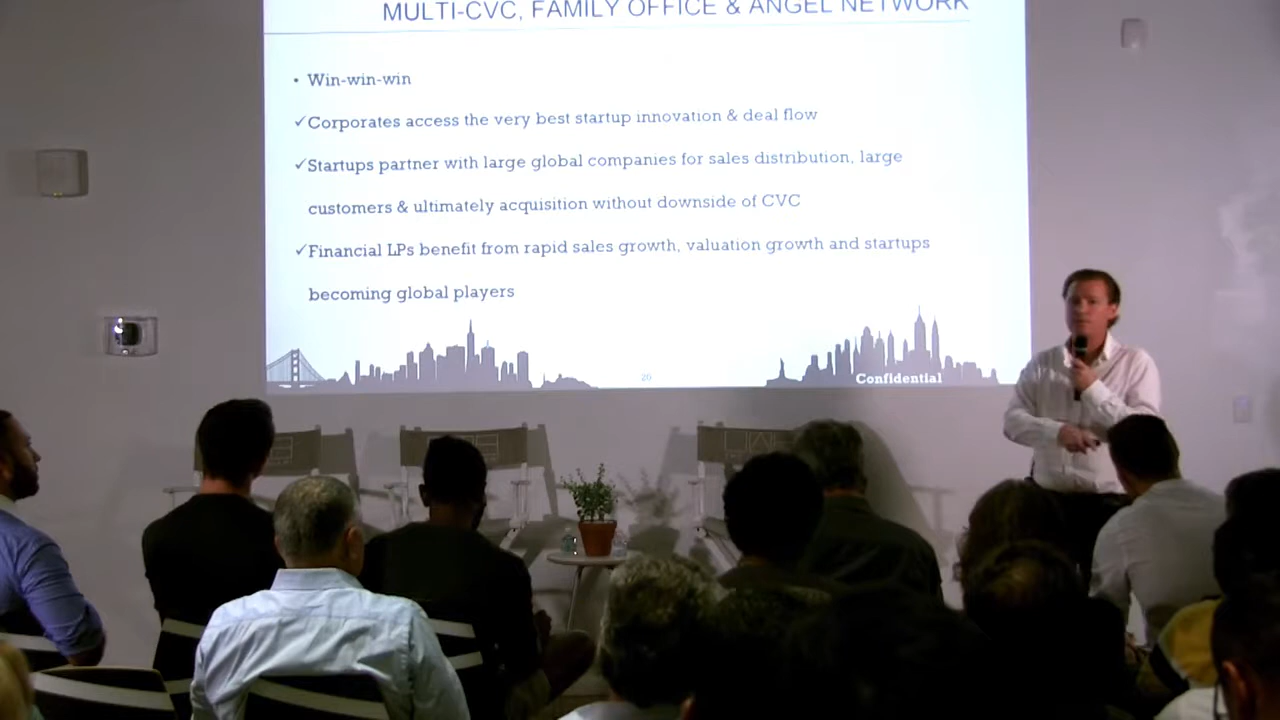 MULTI-CVC, FAMILY OFFICE & ANGEL NETWORK
• Win-win-win
✓Corporates access the very best startup innovation & deal flow
✓Startups partner with large global companies for sales distribution, large
customers & ultimately acquisition without downside of CVC
✓Financial LPs benefit from rapid sales growth, valuation growth and startups
becoming global players
20
Confidential